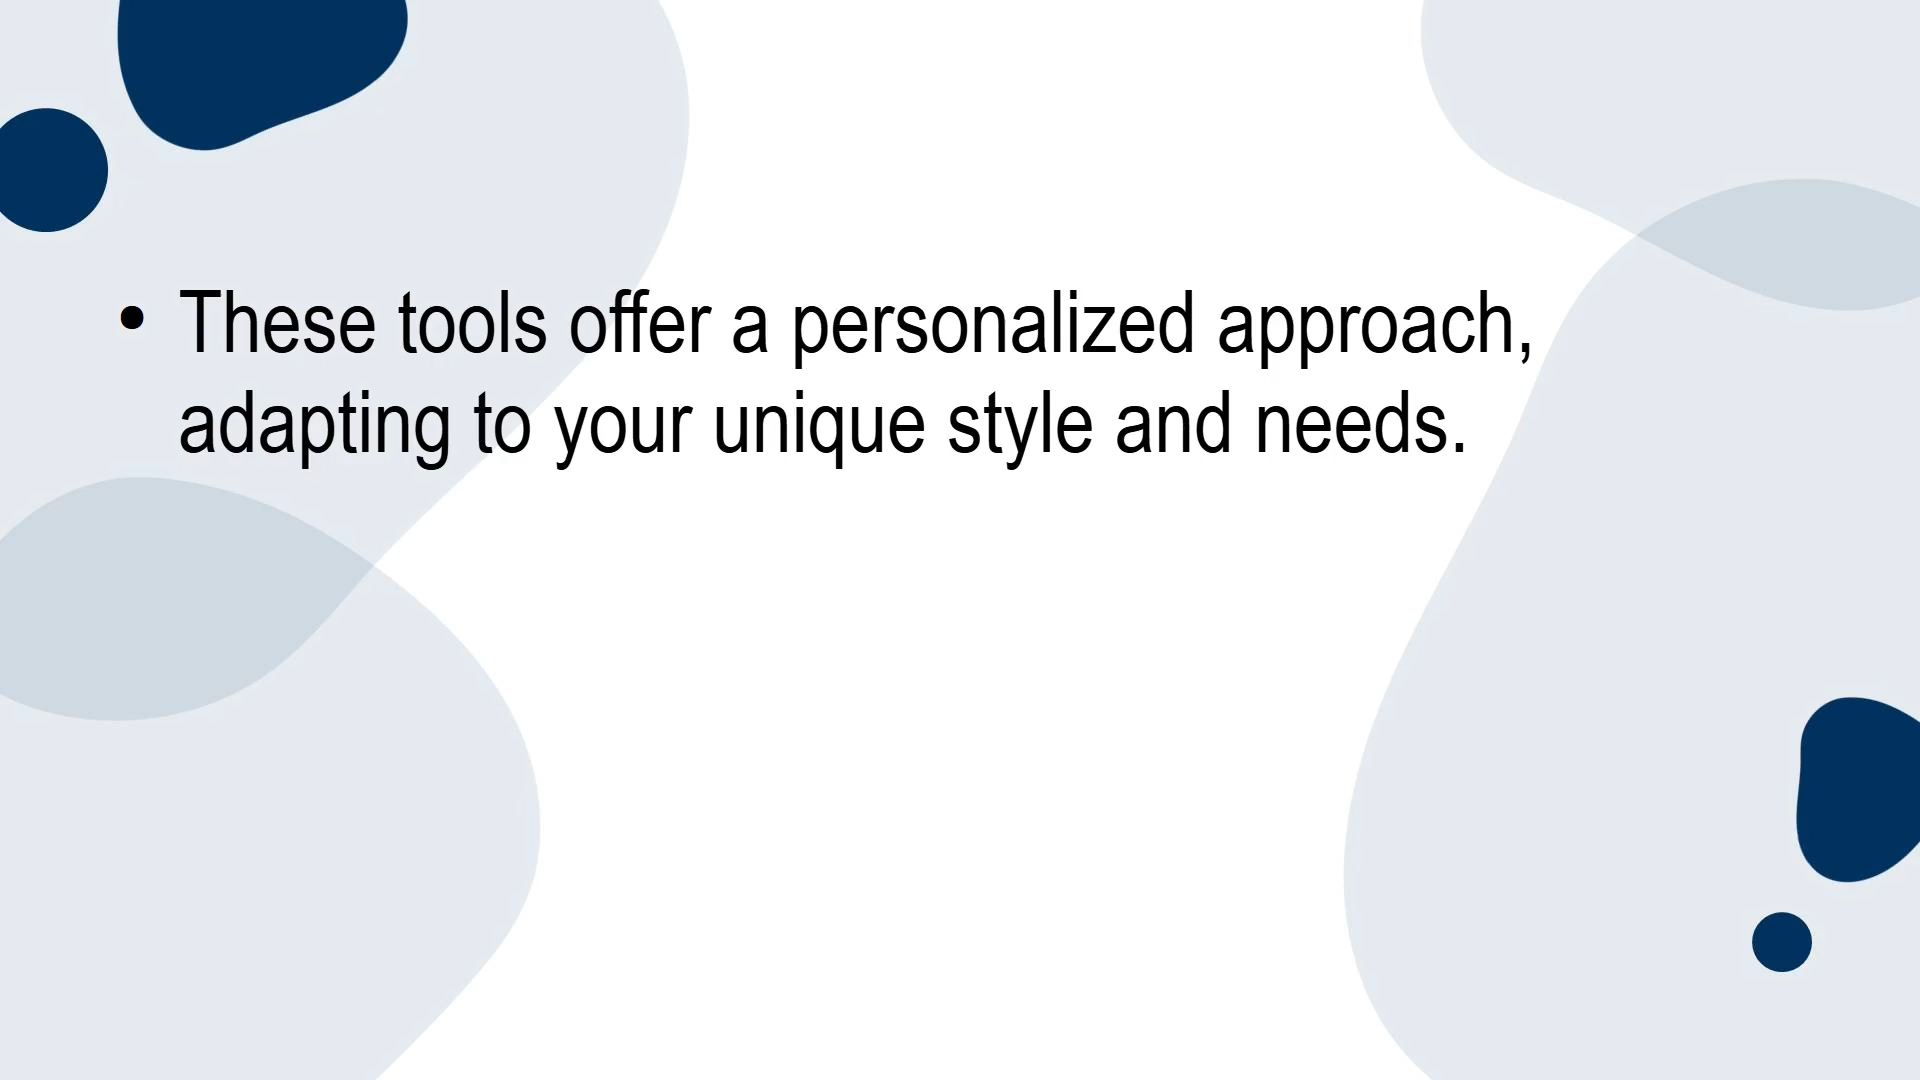 • These tools offer a personalized approach,
adapting to your unique style and needs.